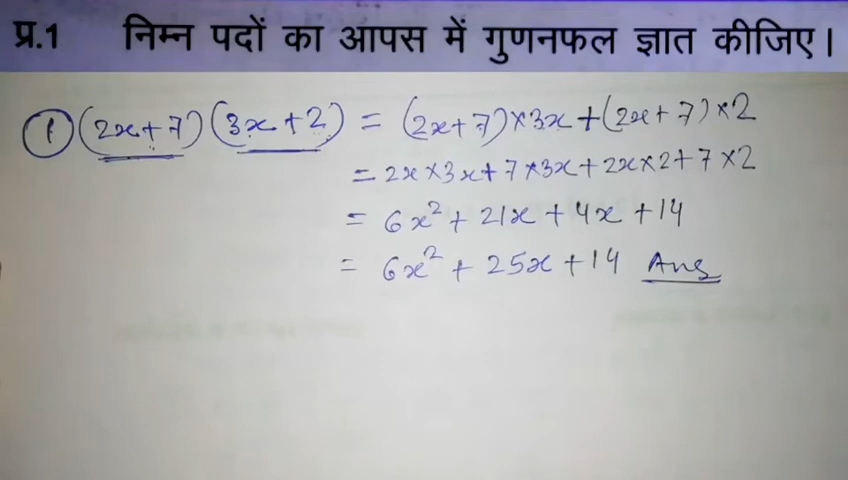 प्र.1 निम्न पदों का आपस में गुणनफल ज्ञात कीजिए।
① (2x+7)(3x+2) = (2x+7)×3x+(2x+7)×2
= 2x×3x+7×3x+2x×2+7×2
= 6x²+21x+4x+14
= 6x²+25x+14 Ans